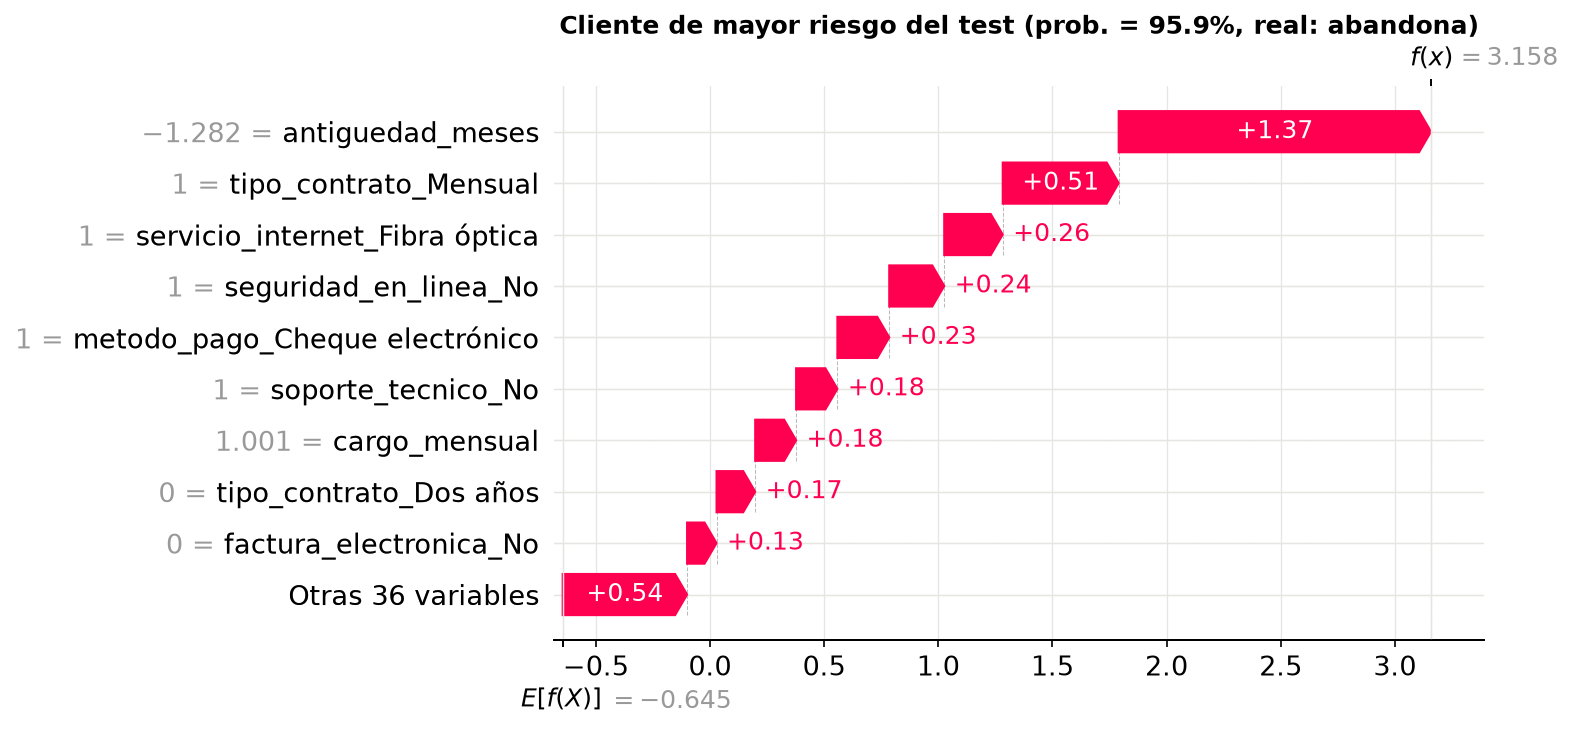 Cliente de mayor riesgo del test (prob. = 95.9%, real: abandona)
f(x) = 3.158
−1.282 = antiguedad_meses +1.37
1 = tipo_contrato_Mensual +0.51
1 = servicio_internet_Fibra óptica +0.26
1 = seguridad_en_linea_No +0.24
1 = metodo_pago_Cheque electrónico +0.23
1 = soporte_tecnico_No +0.18
1.001 = cargo_mensual +0.18
0 = tipo_contrato_Dos años +0.17
0 = factura_electronica_No +0.13
Otras 36 variables +0.54
−0.5 0.0 0.5 1.0 1.5 2.0 2.5 3.0
E[f(X)] = −0.645